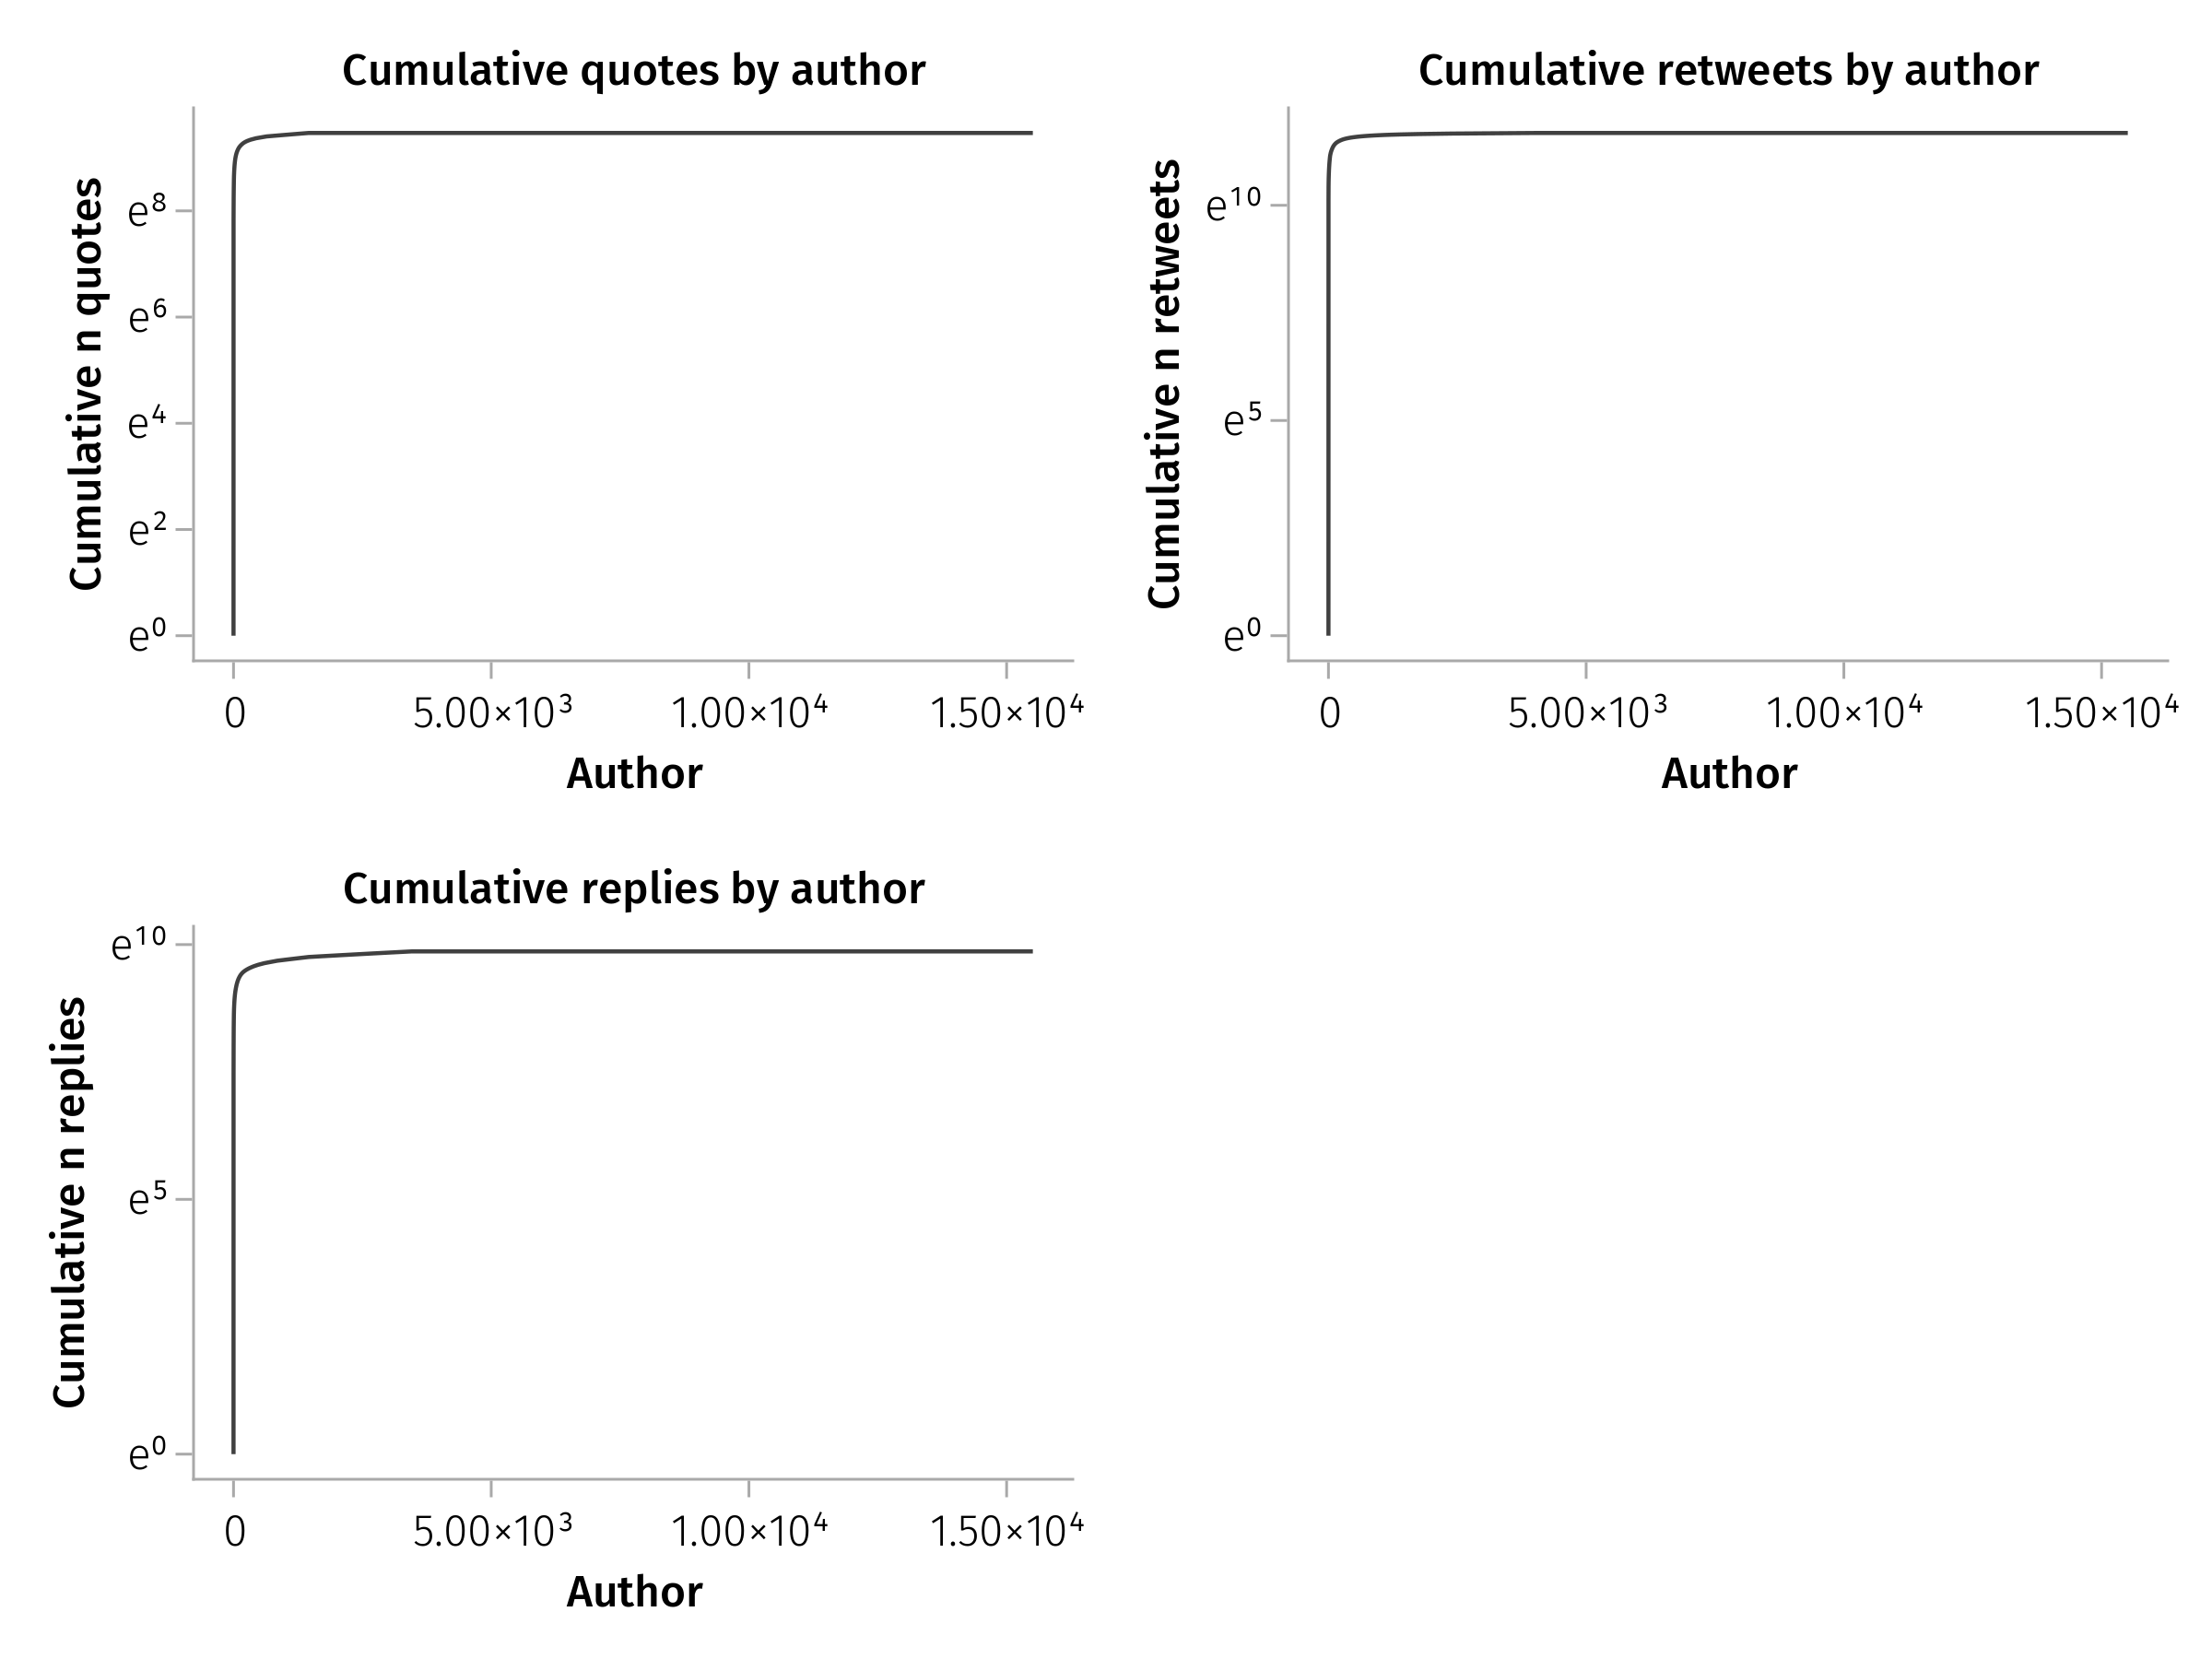 Cumulative quotes by author
Cumulative n quotes
e⁸
e⁶
e⁴
e²
e⁰
0 5.00×10³ 1.00×10⁴ 1.50×10⁴
Author
Cumulative retweets by author
Cumulative n retweets
e¹⁰
e⁵
e⁰
0 5.00×10³ 1.00×10⁴ 1.50×10⁴
Author
Cumulative replies by author
Cumulative n replies
e¹⁰
e⁵
e⁰
0 5.00×10³ 1.00×10⁴ 1.50×10⁴
Author